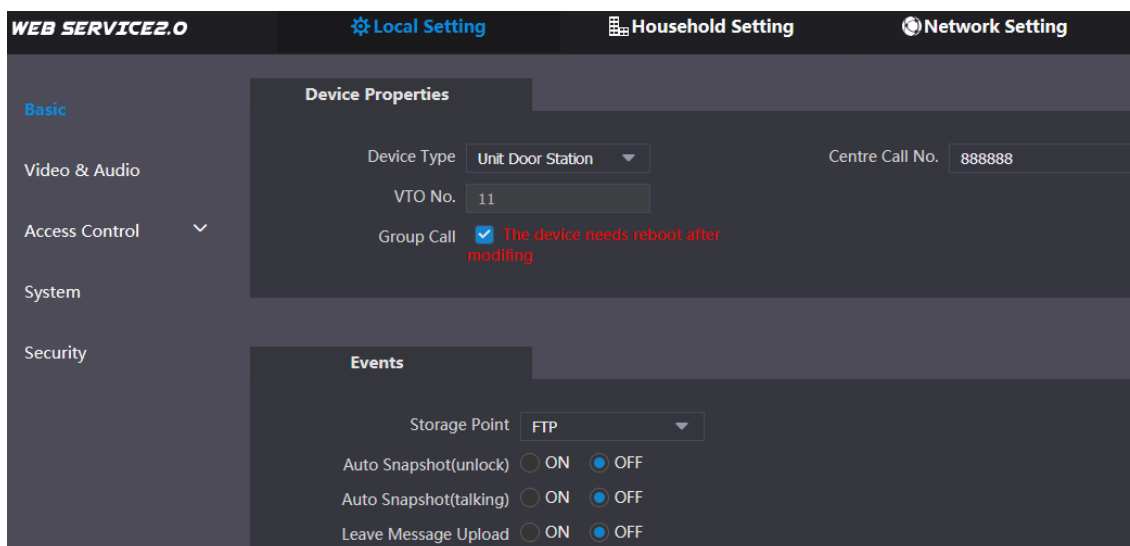 WEB SERVICE2.0
Local Setting
Household Setting
Network Setting
Basic
Video & Audio
Access Control
System
Security
Device Properties
Device Type Unit Door Station
Centre Call No. 888888
VTO No. 11
Group Call The device needs reboot after
modifing
Events
Storage Point FTP
Auto Snapshot(unlock) ON OFF
Auto Snapshot(talking) ON OFF
Leave Message Upload ON OFF